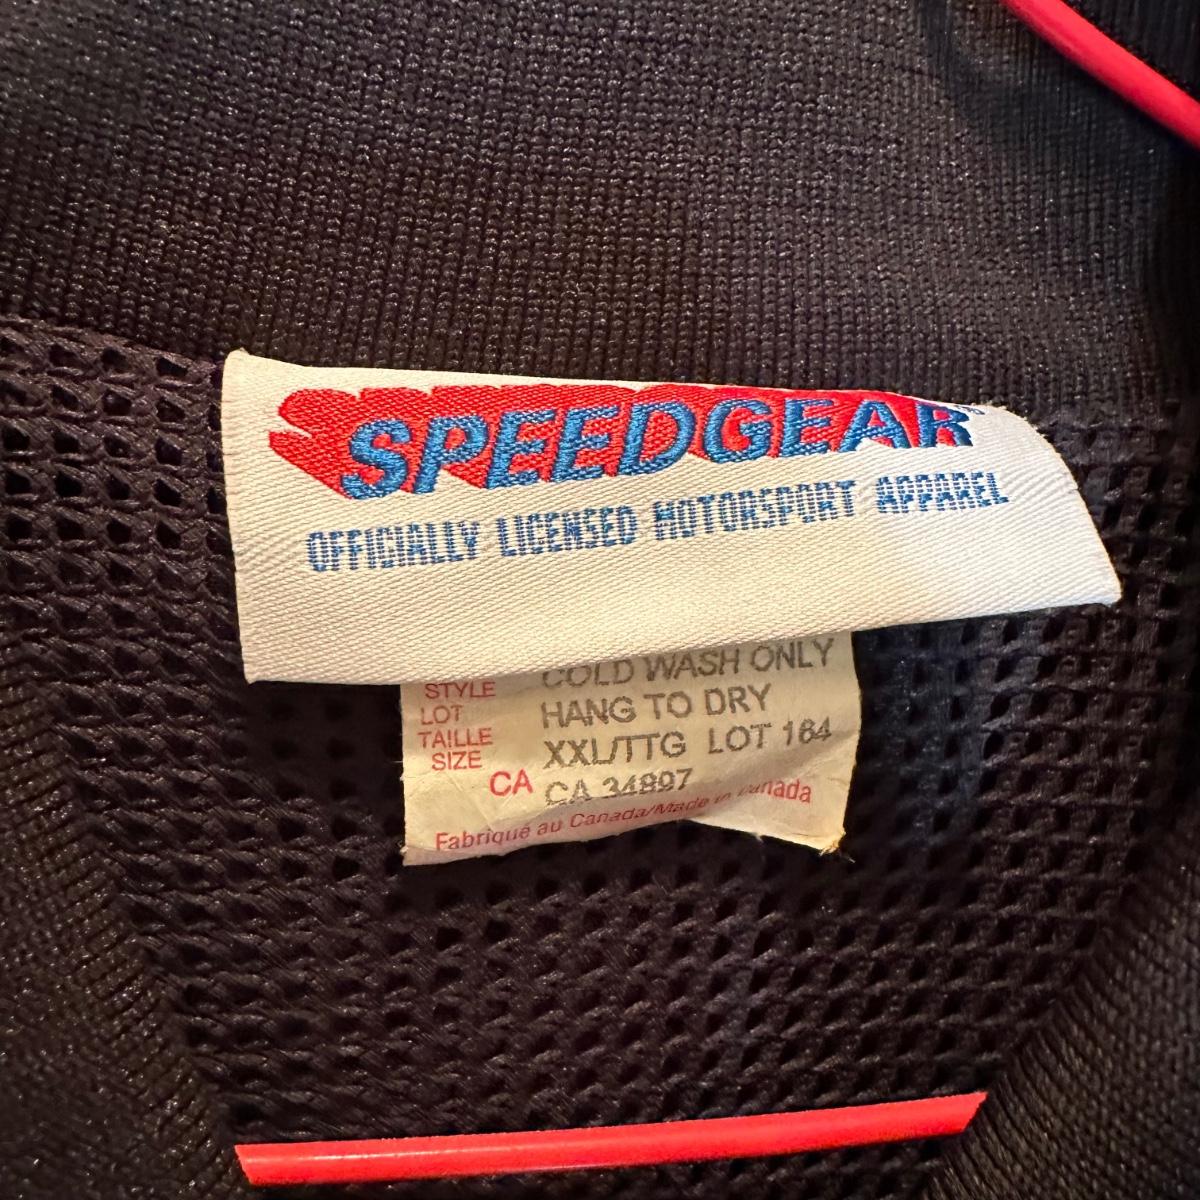 SPEEDGEAR
OFFICIALLY LICENSED MOTORSPORT APPAREL
STYLE COLD WASH ONLY
LOT HANG TO DRY
TAILLE
SIZE XXL/TTG LOT 164
CA CA 34897
Fabriqué au Canada/Made in Canada